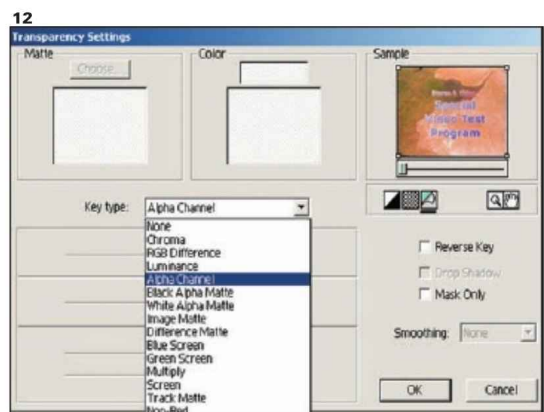 12
Transparency Settings
Matte
Choose...
Color
Sample
Special
Video Test
Program
Key type:
Alpha Channel
None
Chroma
RGB Difference
Luminance
Alpha Channel
Black Alpha Matte
White Alpha Matte
Image Matte
Difference Matte
Blue Screen
Green Screen
Multiply
Screen
Track Matte
Non-Red
Reverse Key
Drop Shadow
Mask Only
Smoothing:
None
OK
Cancel